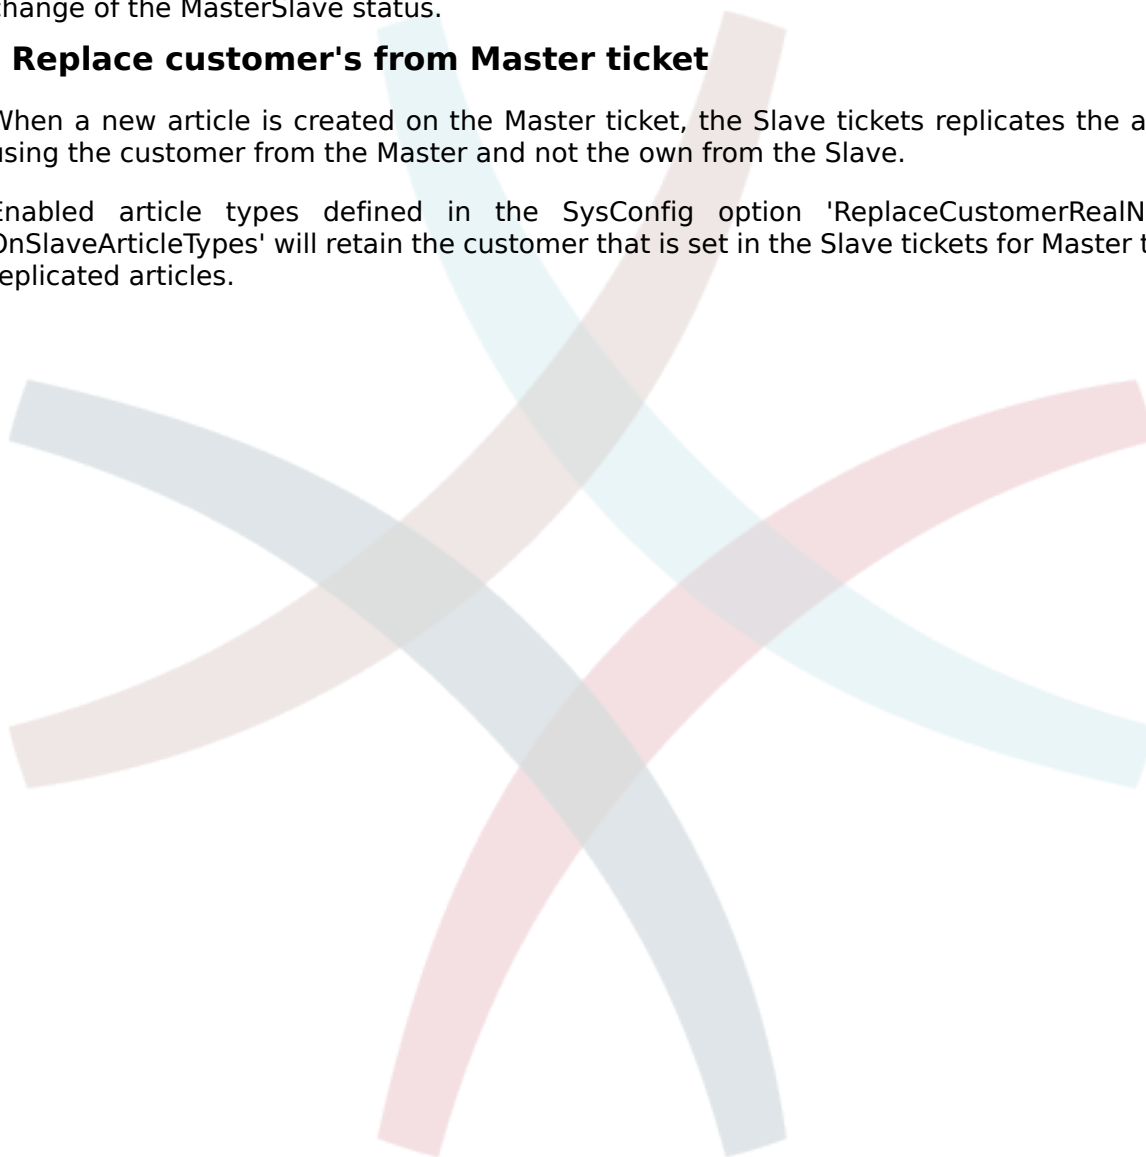 change of the MasterSlave status.
Replace customer's from Master ticket
When a new article is created on the Master ticket, the Slave tickets replicates the a
using the customer from the Master and not the own from the Slave.
Enabled article types defined in the SysConfig option 'ReplaceCustomerRealN
OnSlaveArticleTypes' will retain the customer that is set in the Slave tickets for Master t
replicated articles.